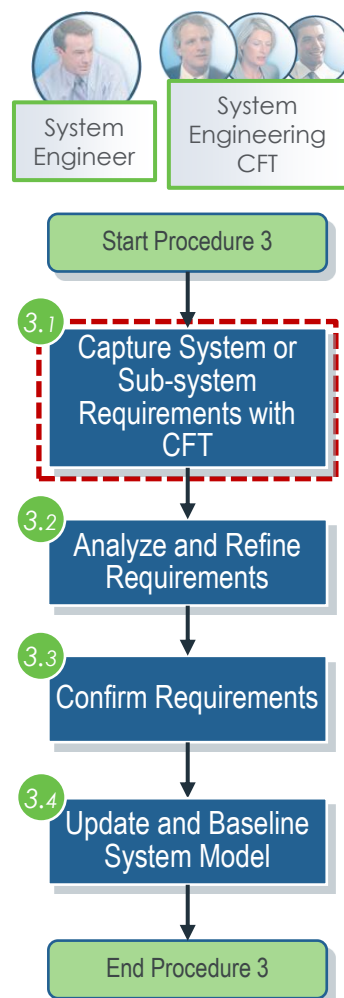 System
Engineer
System
Engineering
CFT
Start Procedure 3
3.1
Capture System or
Sub-system
Requirements with
CFT
3.2
Analyze and Refine
Requirements
3.3
Confirm Requirements
3.4
Update and Baseline
System Model
End Procedure 3